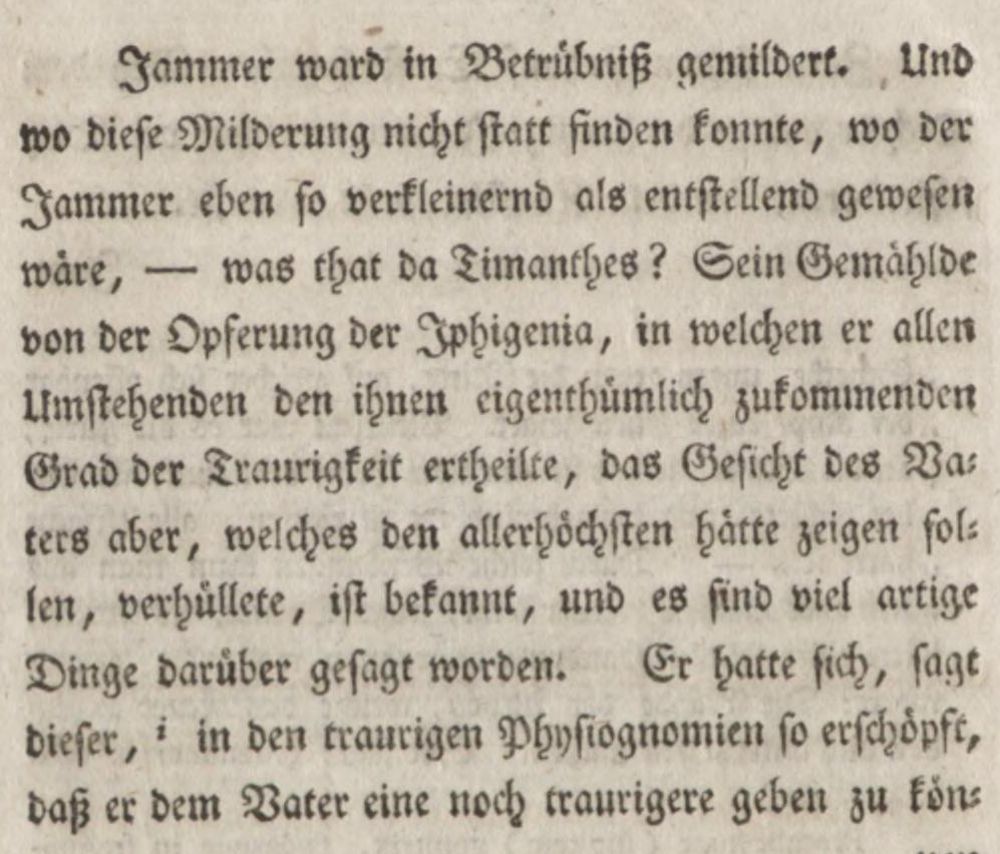 Jammer ward in Betrübniß gemildert. Und
wo diese Milderung nicht statt finden konnte, wo der
Jammer eben so verkleinernd als entstellend gewesen
wäre, — was that da Timanthes? Sein Gemählde
von der Opferung der Iphigenia, in welchen er allen
Umstehenden den ihnen eigenthümlich zukommenden
Grad der Traurigkeit ertheilte, das Gesicht des Va-
ters aber, welches den allerhöchsten hätte zeigen sol-
len, verhüllete, ist bekannt, und es sind viel artige
Dinge darüber gesagt worden. Er hatte sich, sagt
dieser, i in den traurigen Physiognomien so erschöpft,
daß er dem Vater eine noch traurigere geben zu kön-